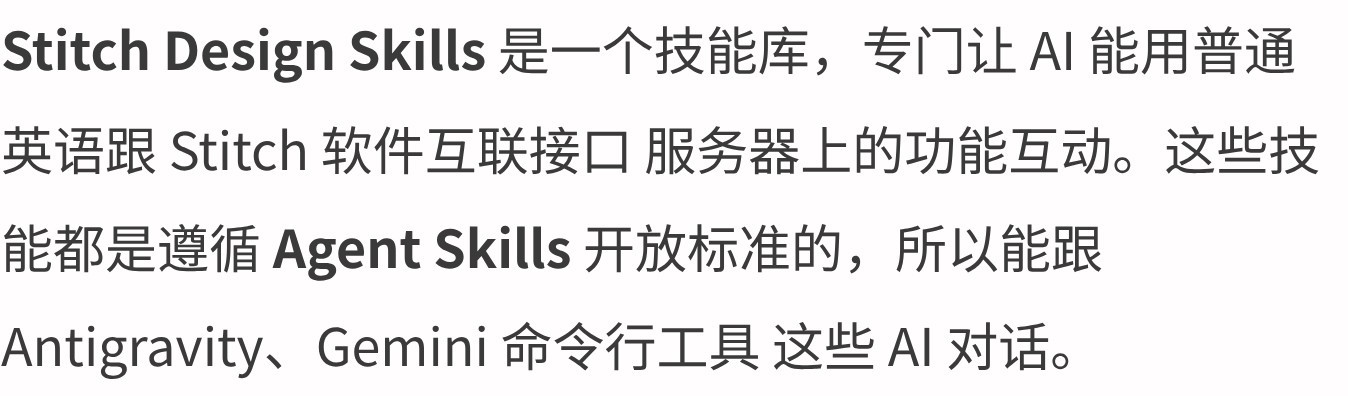 Stitch Design Skills 是一个技能库，专门让 AI 能用普通
英语跟 Stitch 软件互联接口 服务器上的功能互动。这些技
能都是遵循 Agent Skills 开放标准的，所以能跟
Antigravity、Gemini 命令行工具 这些 AI 对话。